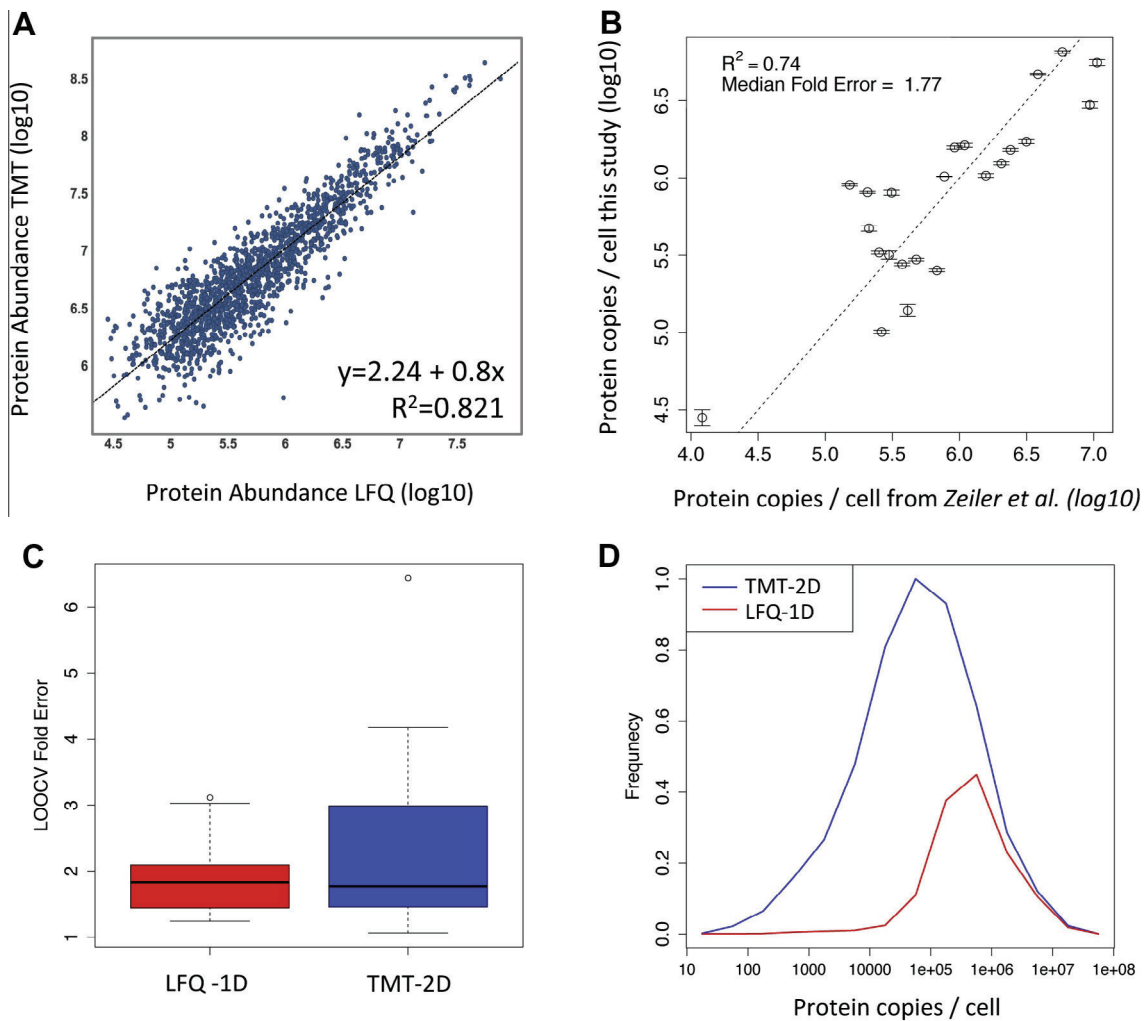 A
Protein Abundance TMT (log10)
8.5
8
7.5
7
6.5
6
y=2.24 + 0.8x
R²=0.821
4.5 5 5.5 6 6.5 7 7.5
Protein Abundance LFQ (log10)
B
Protein copies / cell this study (log10)
R² = 0.74
Median Fold Error = 1.77
6.5
6.0
5.5
5.0
4.5
4.0 4.5 5.0 5.5 6.0 6.5 7.0
Protein copies / cell from Zeiler et al. (log10)
C
LOOCV Fold Error
6
5
4
3
2
1
LFQ -1D TMT-2D
D
TMT-2D
LFQ-1D
Frequnecy
1.0
0.8
0.6
0.4
0.2
0.0
10 100 1000 10000 1e+05 1e+06 1e+07 1e+08
Protein copies / cell